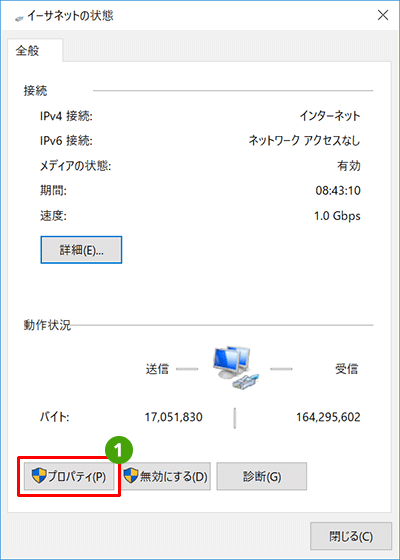 イーサネットの状態
全般
接続
IPv4 接続: インターネット
IPv6 接続: ネットワーク アクセスなし
メディアの状態: 有効
期間: 08:43:10
速度: 1.0 Gbps
詳細(E)...
動作状況
送信 受信
バイト: 17,051,830 164,295,602
1
プロパティ(P) 無効にする(D) 診断(G)
閉じる(C)